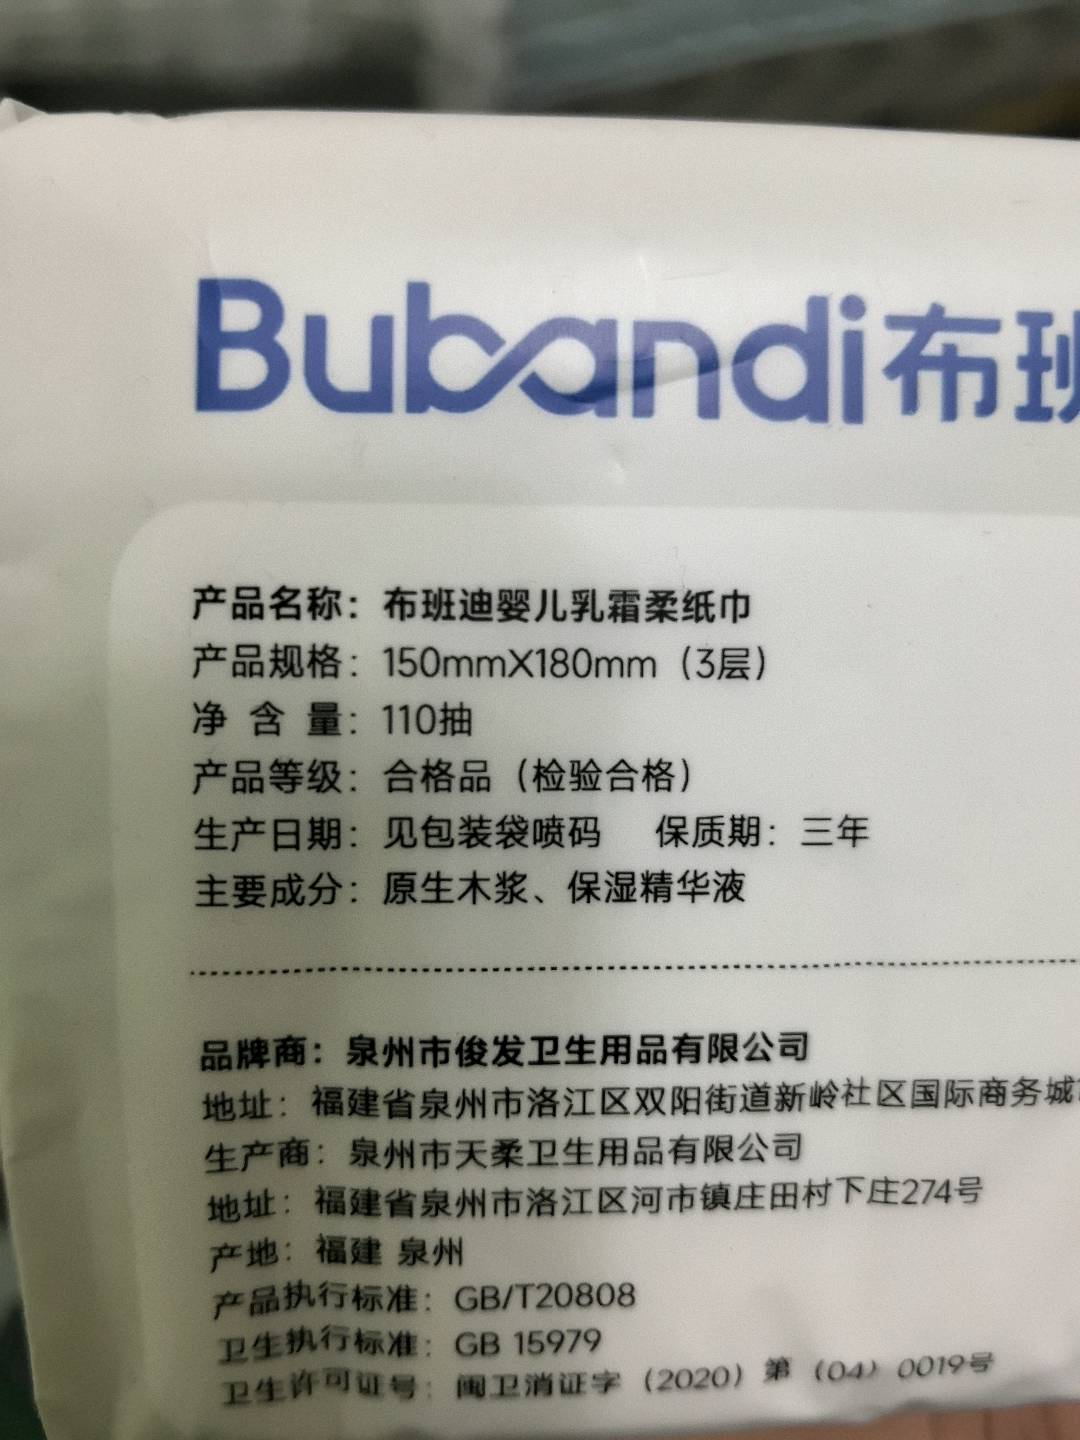 Bubandi布班
产品名称：布班迪婴儿乳霜柔纸巾
产品规格：150mmX180mm（3层）
净含量：110抽
产品等级：合格品（检验合格）
生产日期：见包装袋喷码 保质期：三年
主要成分：原生木浆、保湿精华液
品牌商：泉州市俊发卫生用品有限公司
地址：福建省泉州市洛江区双阳街道新岭社区国际商务城
生产商：泉州市天柔卫生用品有限公司
地址：福建省泉州市洛江区河市镇庄田村下庄274号
产地：福建 泉州
产品执行标准：GB/T20808
卫生执行标准：GB 15979
卫生许可证号：闽卫消证字（2020）第（04）0019号